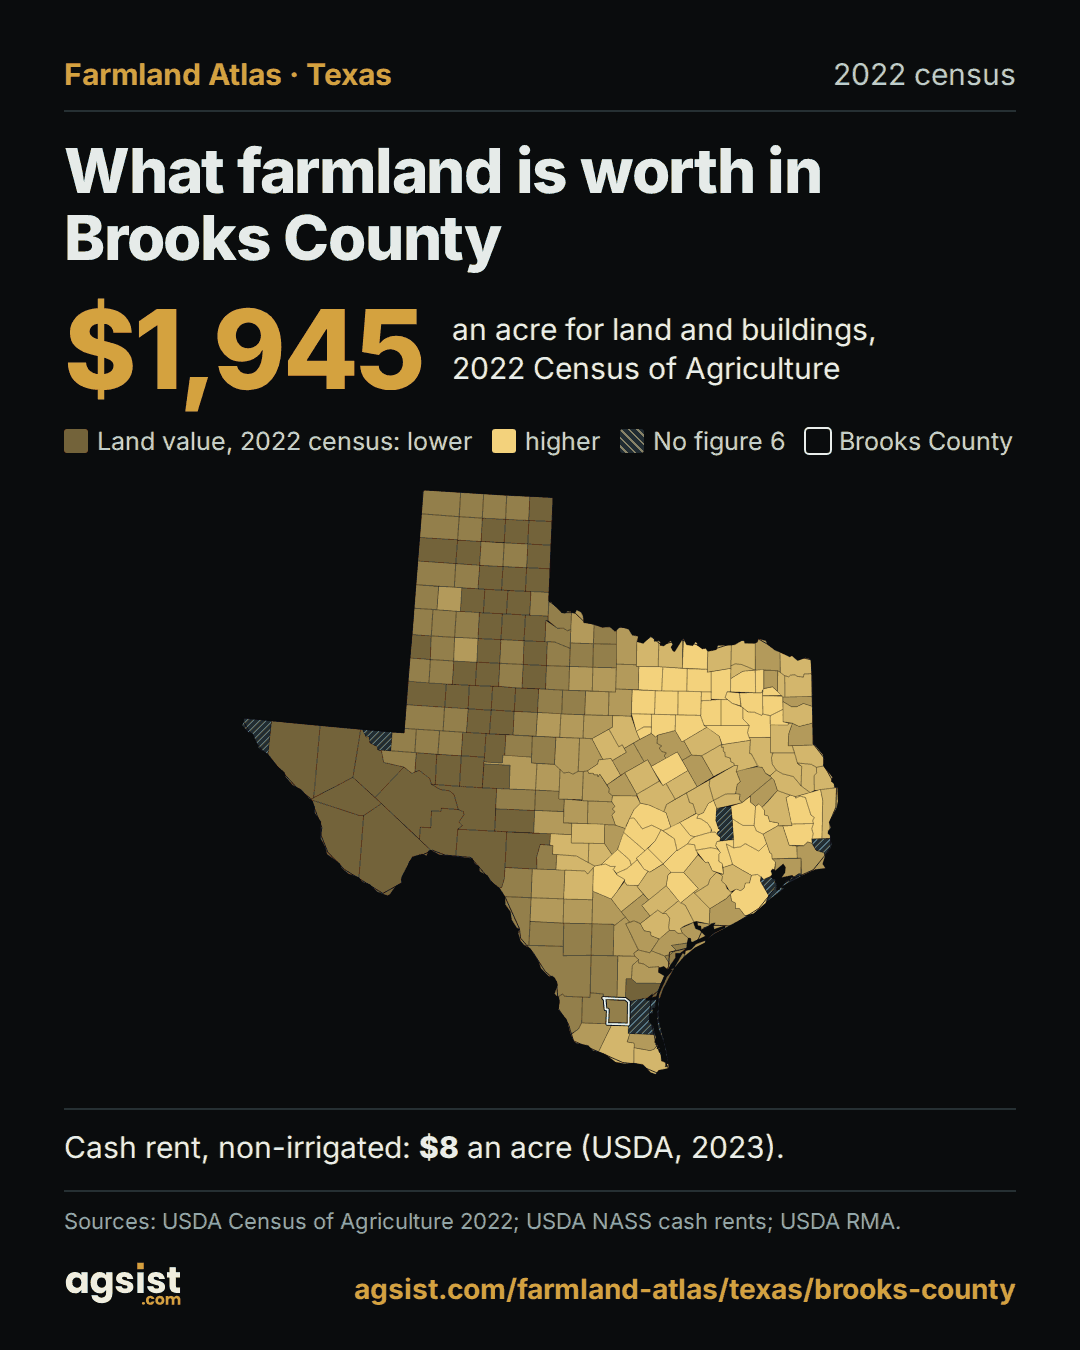 Farmland Atlas · Texas
2022 census
What farmland is worth in
Brooks County
$1,945
an acre for land and buildings,
2022 Census of Agriculture
Land value, 2022 census: lower
higher
No figure 6
Brooks County
Cash rent, non-irrigated: $8 an acre (USDA, 2023).
Sources: USDA Census of Agriculture 2022; USDA NASS cash rents; USDA RMA.
agsist
.com
agsist.com/farmland-atlas/texas/brooks-county